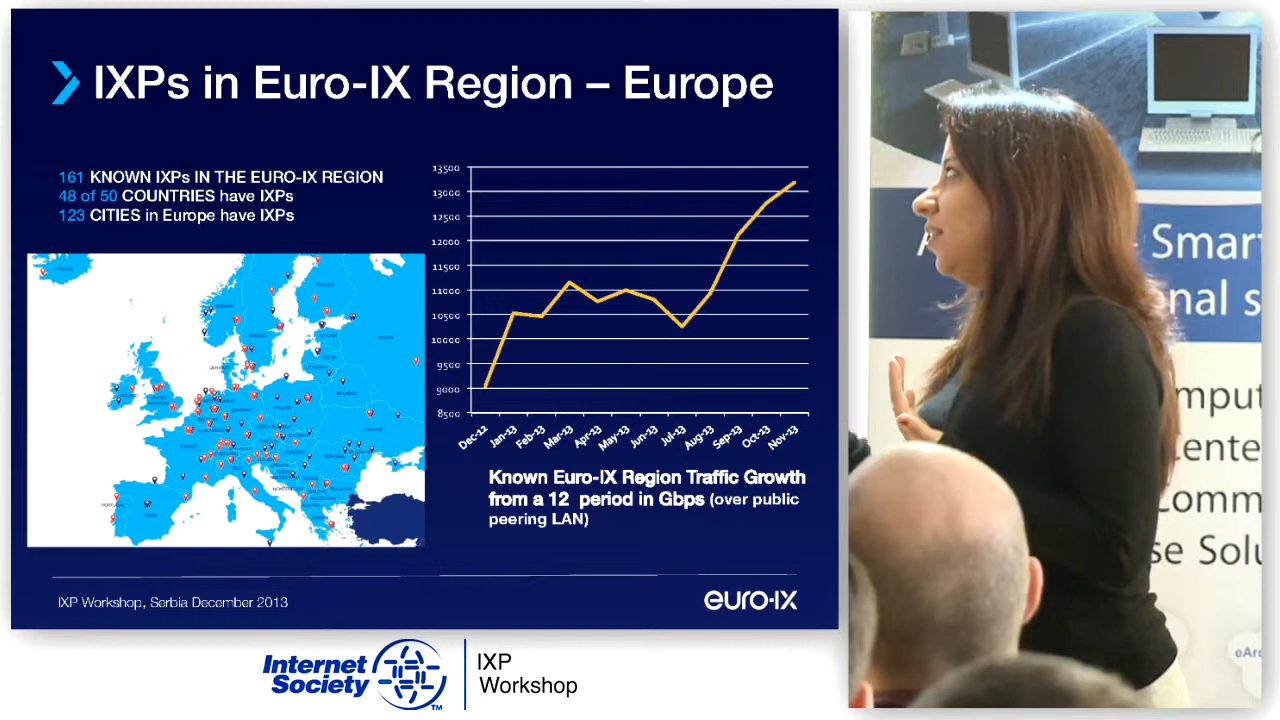 IXPs in Euro-IX Region – Europe
161 KNOWN IXPs IN THE EURO-IX REGION
48 of 50 COUNTRIES have IXPs
123 CITIES in Europe have IXPs
13500
13000
12500
12000
11500
11000
10500
10000
9500
9000
8500
Dec-12
Jan-13
Feb-13
Mar-13
Apr-13
May-13
Jun-13
Jul-13
Aug-13
Sep-13
Oct-13
Nov-13
Known Euro-IX Region Traffic Growth
from a 12 period in Gbps (over public
peering LAN)
IXP Workshop, Serbia December 2013
euro-ix
Internet
Society
TM
IXP
Workshop
Smar
nal s
mput
ente
omm
se Solu
eArc